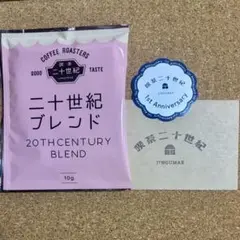 COFFEE ROASTERS
喫茶
GOOD 二十世紀 TASTE
二十世紀
ブレンド
20TH CENTURY
BLEND
10g
喫茶二十世紀
1st Anniversary
喫茶二十世紀